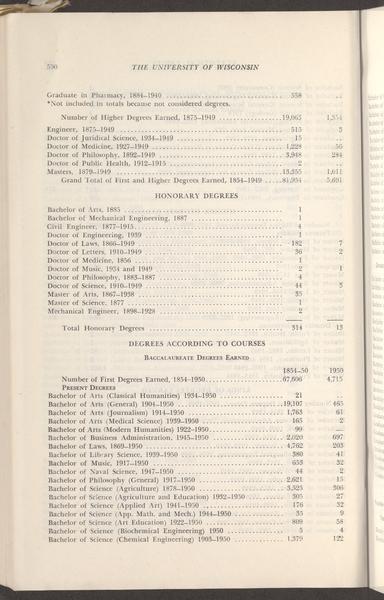 590 THE UNIVERSITY OF WISCONSIN
Graduate in Pharmacy, 1884-1940 ........ 558 ..
*Not included in totals because not considered degrees.
Number of Higher Degrees Earned, 1875-1949 ........ 19,065 1,354
Engineer, 1875-1949 ........ 515 3
Doctor of Juridical Science, 1934-1949 ........ 15 ..
Doctor of Medicine, 1927-1949 ........ 1,228 56
Doctor of Philosophy, 1892-1949 ........ 3,948 284
Doctor of Public Health, 1912-1915 ........ 2 ..
Masters, 1879-1949 ........ 13,355 1,011
Grand Total of First and Higher Degrees Earned, 1854-1949 ....
HONORARY DEGREES
Bachelor of Arts, 1885 ........ 1
Bachelor of Mechanical Engineering, 1887 ........ 1
Civil Engineer, 1877-1915 ........ 4
Doctor of Engineering, 1939 ........ 1
Doctor of Laws, 1866-1949 ........ 182 7
Doctor of Letters, 1910-1949 ........ 36 2
Doctor of Medicine, 1856 ........ 1
Doctor of Music, 1934 and 1949 ........ 2 1
Doctor of Philosophy, 1883-1887 ........ 4
Doctor of Science, 1910-1949 ........ 44 3
Master of Arts, 1867-1938 ........ 35
Master of Science, 1877 ........ 1
Mechanical Engineer, 1898-1928 ........ 2
Total Honorary Degrees ........ 314 13
DEGREES ACCORDING TO COURSES
BACCALAUREATE DEGREES EARNED
1854-50 1950
Number of First Degrees Earned, 1854-1950 ........ 67,606 4,715
PRESENT DEGREES
Bachelor of Arts (Classical Humanities) 1934-1950 ........ 21
Bachelor of Arts (General) 1904-1950 ........ 19,107 465
Bachelor of Arts (Journalism) 1914-1950 ........ 1,763 61
Bachelor of Arts (Medical Science) 1939-1950 ........ 165 2
Bachelor of Arts (Modern Humanities) 1922-1950 ........ 99 —
Bachelor of Business Administration, 1945-1950 ........ 2,020 697
Bachelor of Laws, 1869-1950 ........ 4,762 203
Bachelor of Library Science, 1939-1950 ........ 380 41
Bachelor of Music, 1917-1950 ........ 653 32
Bachelor of Naval Science, 1947-1950 ........ 44 2
Bachelor of Philosophy (General) 1917-1950 ........ 2,621 15
Bachelor of Science (Agriculture) 1878-1950 ........ 3,525 306
Bachelor of Science (Agriculture and Education) 1932-1950 ........ 305 27
Bachelor of Science (Applied Art) 1941-1950 ........ 176 32
Bachelor of Science (App. Math. and Mech.) 1944-1950 ........ 35 9
Bachelor of Science (Art Education) 1922-1950 ........ 809 58
Bachelor of Science (Biochemical Engineering) 1950 ........ 5 4
Bachelor of Science (Chemical Engineering) 1905-1950 ........ 1,379 122